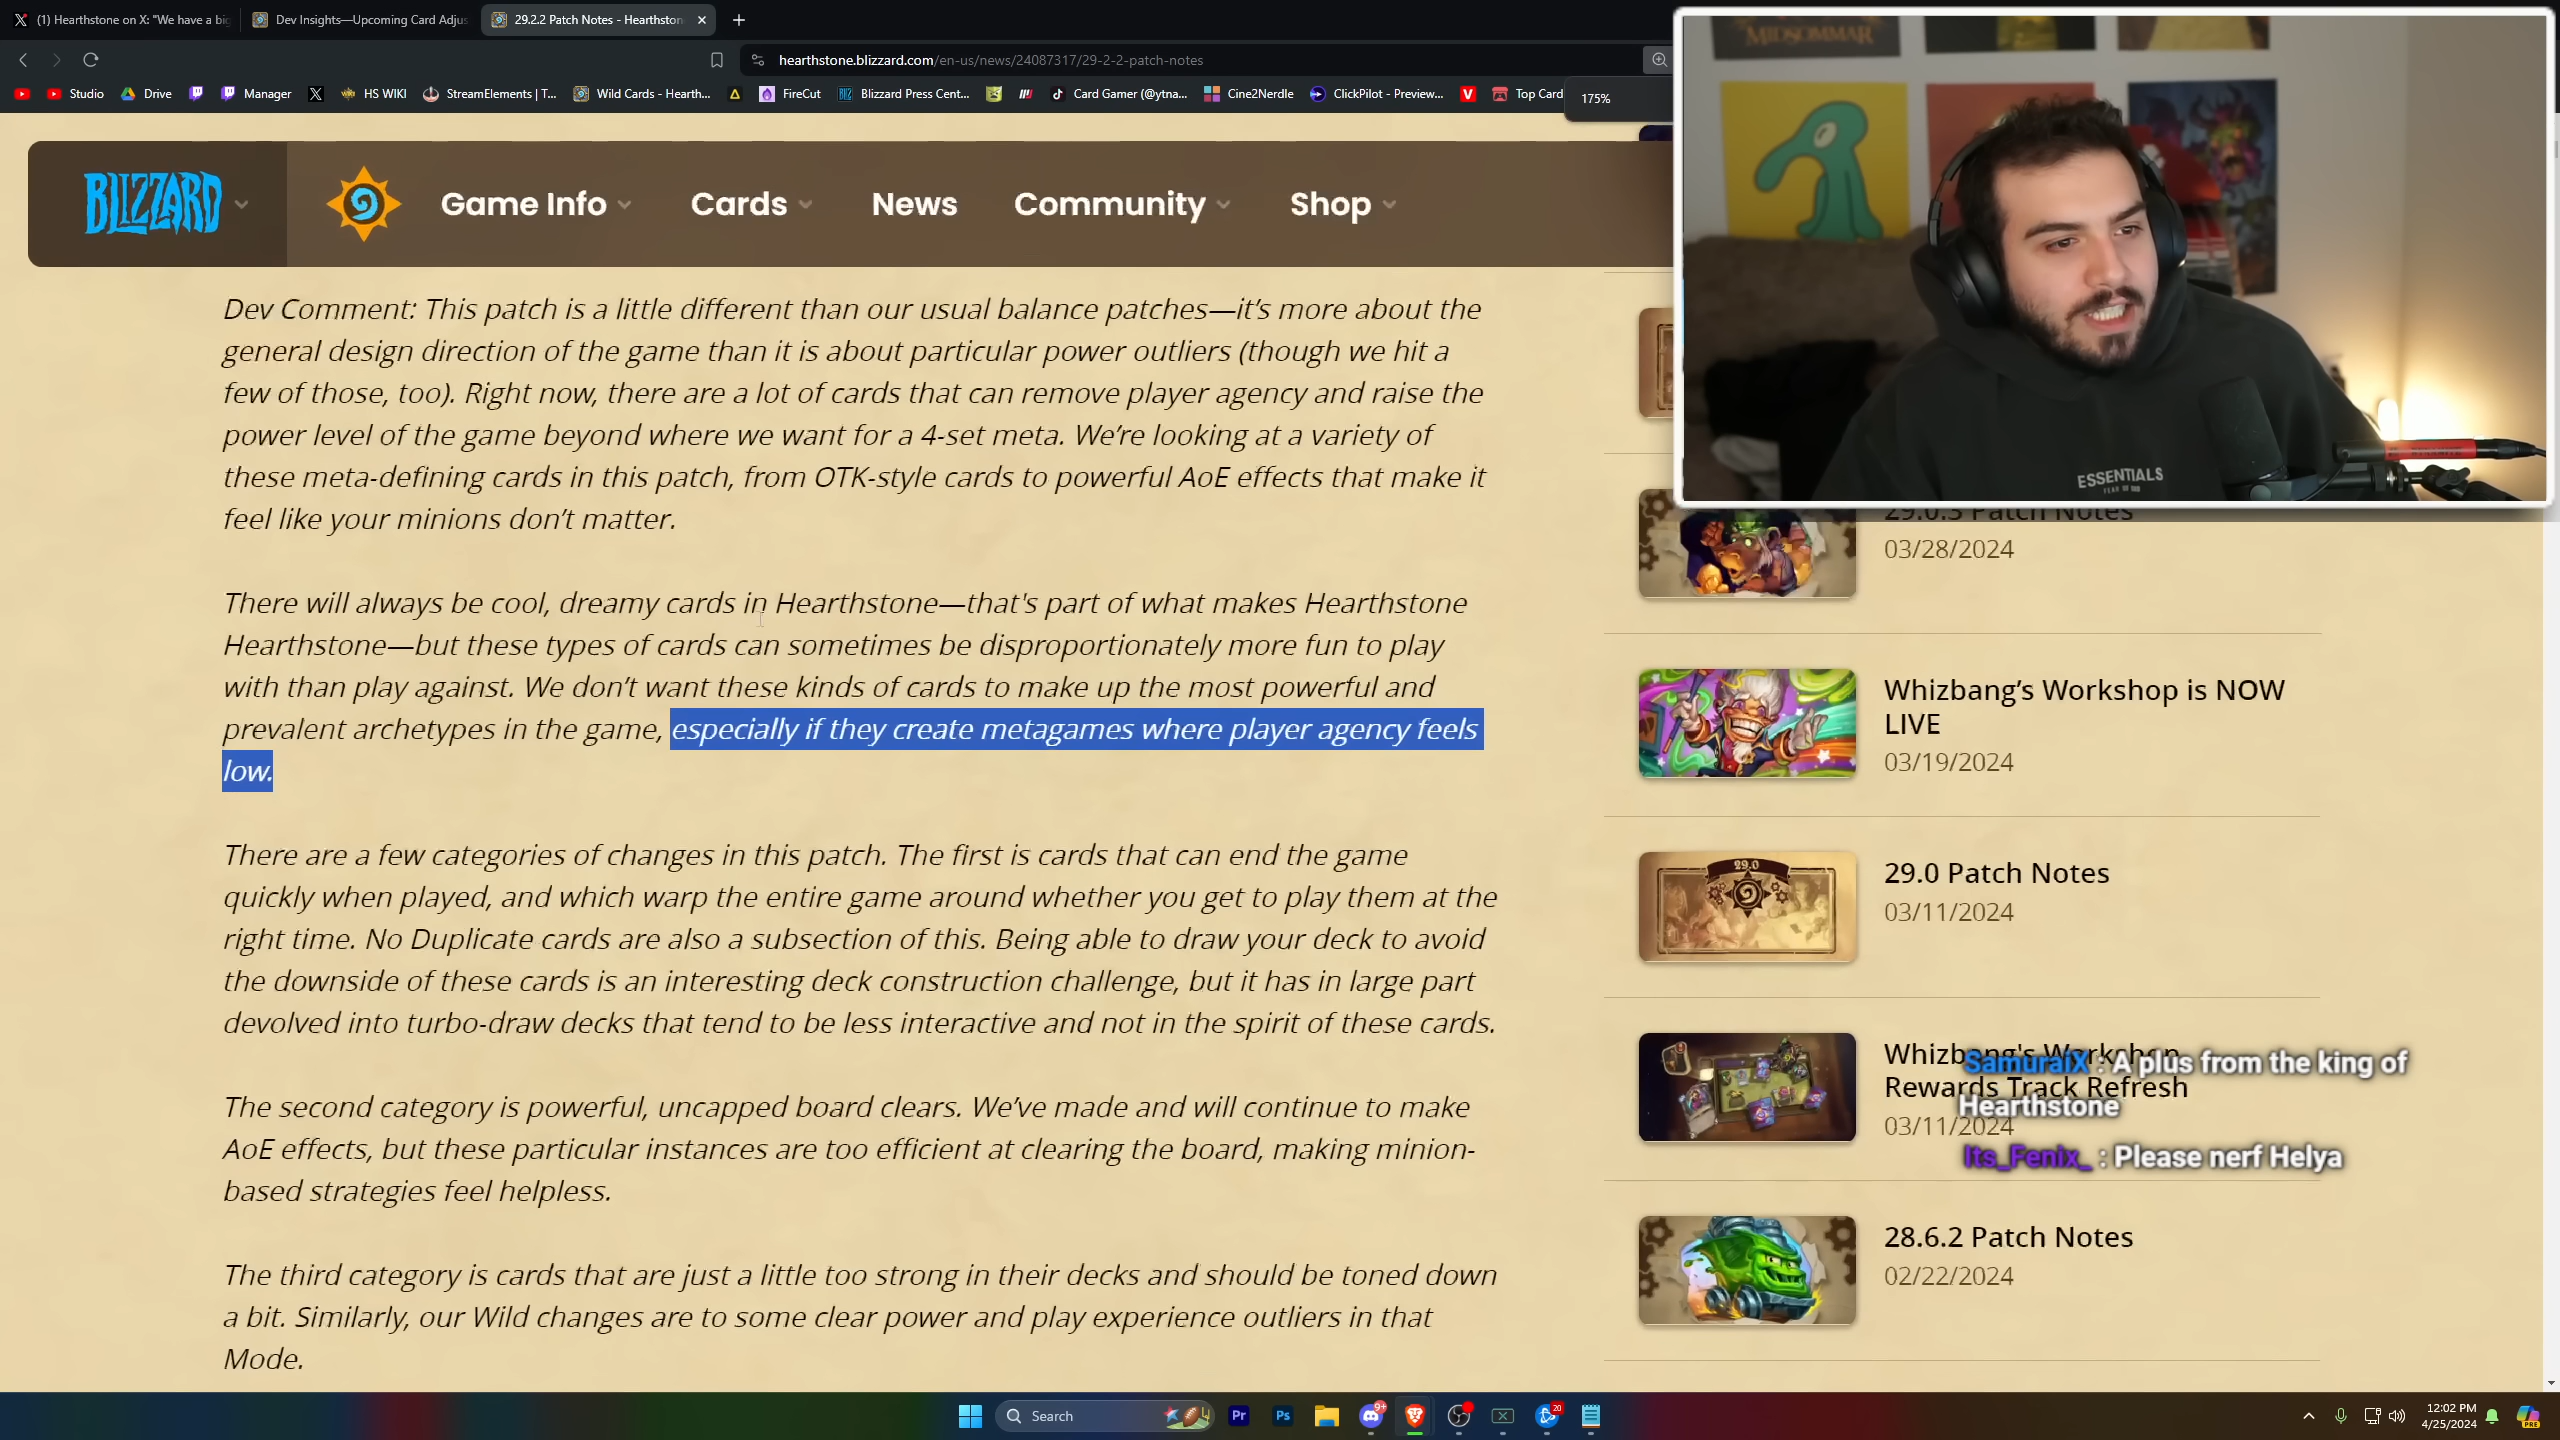 (1) Hearthstone on X: "We have a big
Dev Insights—Upcoming Card Adjus
29.2.2 Patch Notes - Hearthston
hearthstone.blizzard.com/en-us/news/24087317/29-2-2-patch-notes
Studio
Drive
Manager
HS WIKI
StreamElements | T...
Wild Cards - Hearth...
FireCut
Blizzard Press Cent...
Card Gamer (@ytna...
Cine2Nerdle
ClickPilot - Preview...
Top Card
175%
MIDSOMMAR
BLIZZARD
Game Info
Cards
News
Community
Shop
Dev Comment: This patch is a little different than our usual balance patches—it’s more about the
general design direction of the game than it is about particular power outliers (though we hit a
few of those, too). Right now, there are a lot of cards that can remove player agency and raise the
power level of the game beyond where we want for a 4-set meta. We’re looking at a variety of
these meta-defining cards in this patch, from OTK-style cards to powerful AoE effects that make it
feel like your minions don’t matter.
There will always be cool, dreamy cards in Hearthstone—that's part of what makes Hearthstone
Hearthstone—but these types of cards can sometimes be disproportionately more fun to play
with than play against. We don’t want these kinds of cards to make up the most powerful and
prevalent archetypes in the game, especially if they create metagames where player agency feels
low.
There are a few categories of changes in this patch. The first is cards that can end the game
quickly when played, and which warp the entire game around whether you get to play them at the
right time. No Duplicate cards are also a subsection of this. Being able to draw your deck to avoid
the downside of these cards is an interesting deck construction challenge, but it has in large part
devolved into turbo-draw decks that tend to be less interactive and not in the spirit of these cards.
The second category is powerful, uncapped board clears. We’ve made and will continue to make
AoE effects, but these particular instances are too efficient at clearing the board, making minion-
based strategies feel helpless.
The third category is cards that are just a little too strong in their decks and should be toned down
a bit. Similarly, our Wild changes are to some clear power and play experience outliers in that
Mode.
ESSENTIALS
FEAR OF GOD
29.0.3 Patch Notes
03/28/2024
Whizbang’s Workshop is NOW
LIVE
03/19/2024
29.0
29.0 Patch Notes
03/11/2024
Whizbang's Workshop
Rewards Track Refresh
03/11/2024
SamuraiX : A plus from the king of
Hearthstone
Its_Fenix_ : Please nerf Helya
28.6.2 Patch Notes
02/22/2024
Search
Pr
Ps
9+
20
12:02 PM
4/25/2024
PRE